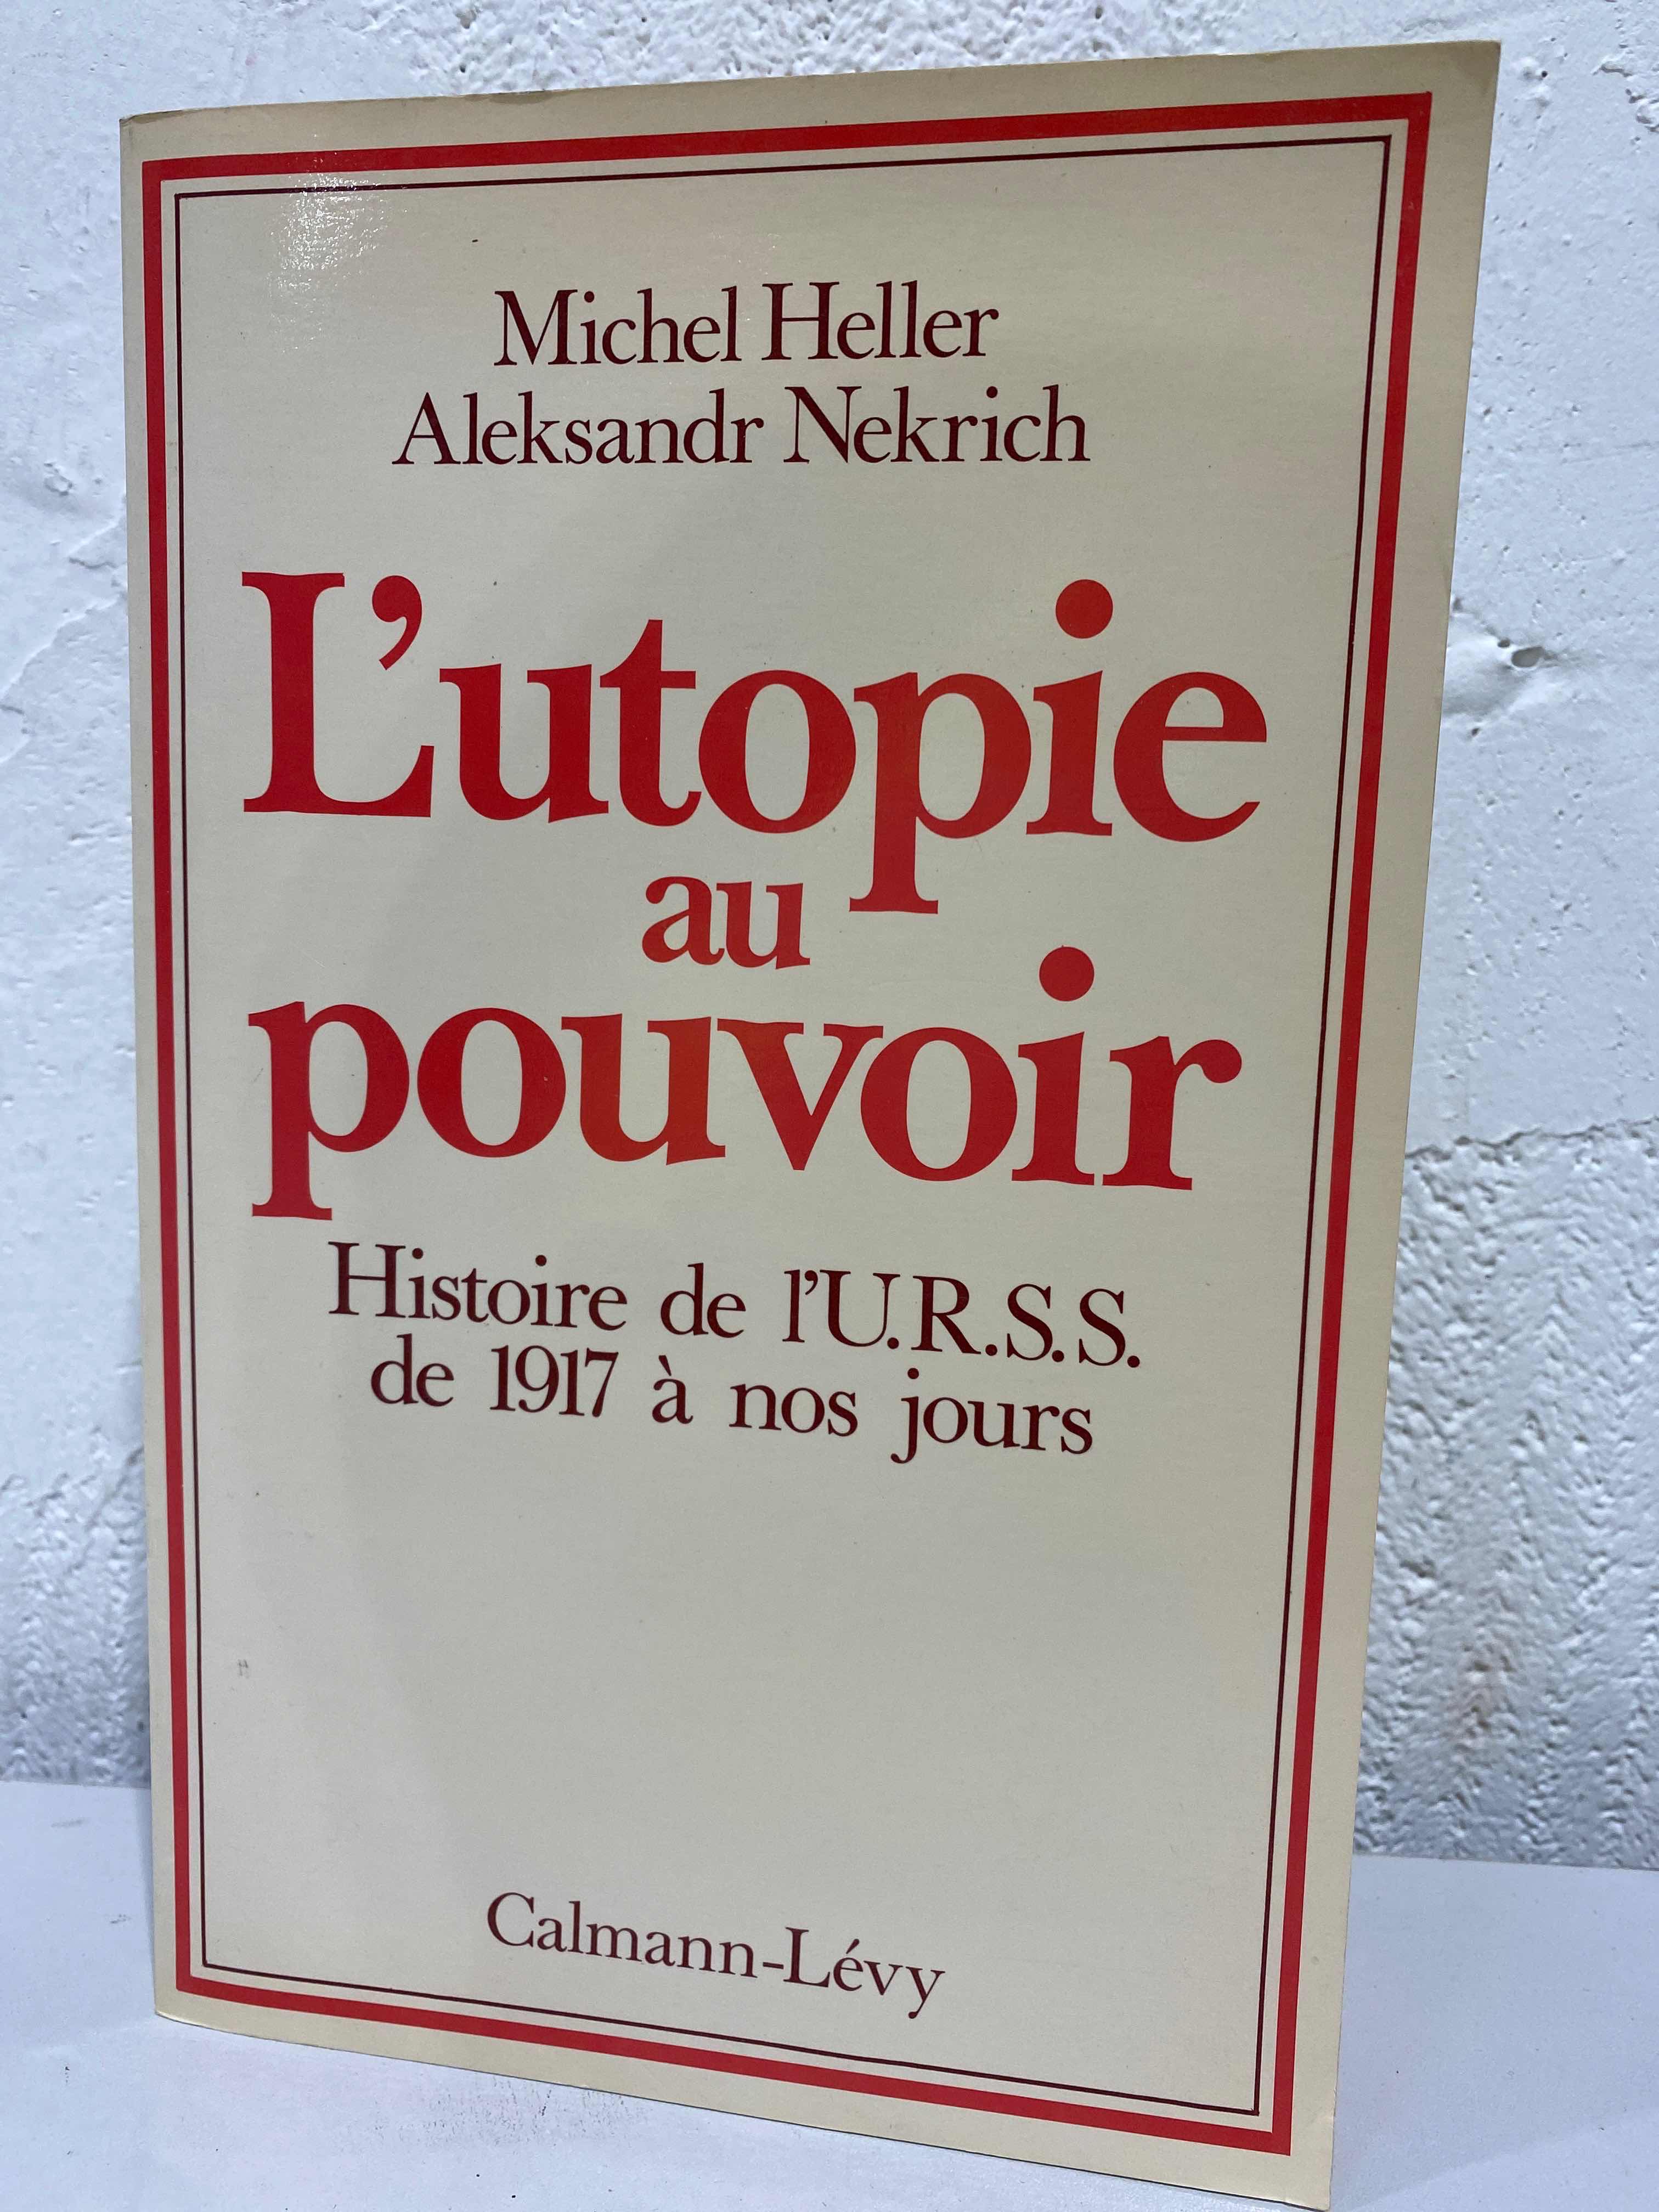 Michel Heller
Aleksandr Nekrich
L'utopie
au
pouvoir
Histoire de l'U.R.S.S.
de 1917 à nos jours
Calmann-Lévy